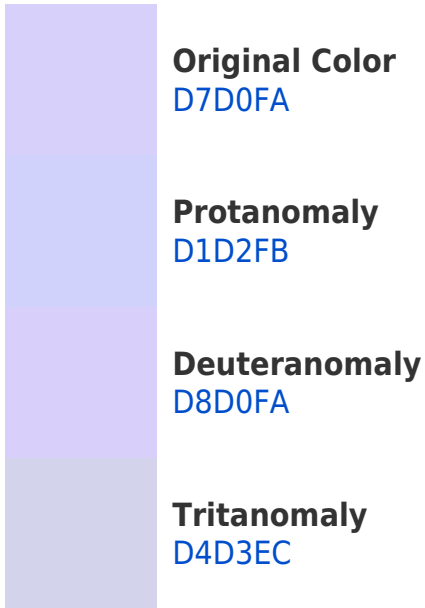 Original Color
D7D0FA
Protanomaly
D1D2FB
Deuteranomaly
D8D0FA
Tritanomaly
D4D3EC